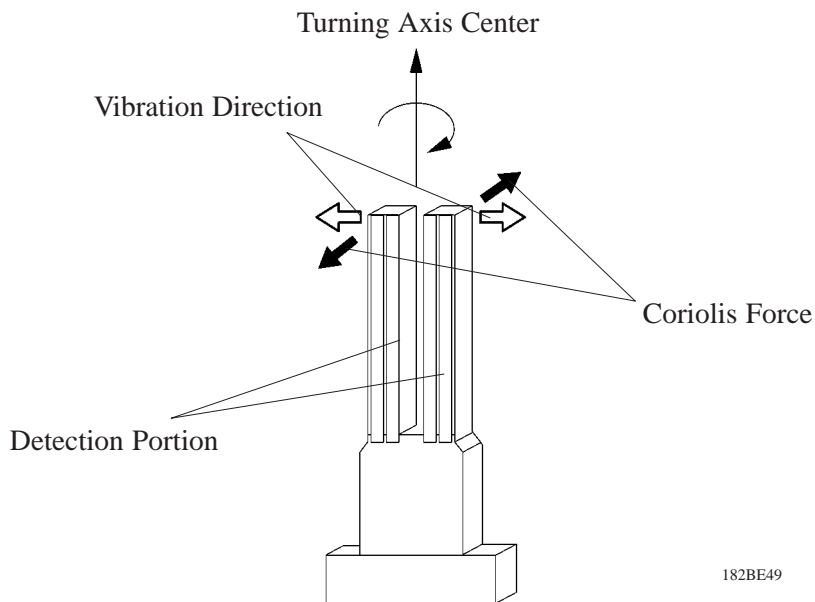 Turning Axis Center
Vibration Direction
Coriolis Force
Detection Portion
182BE49